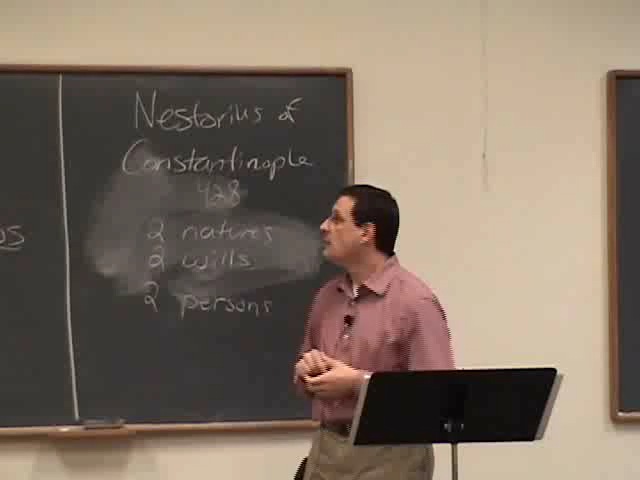 Nestorius of
Constantinople
428
2 natures
2 wills
2 persons